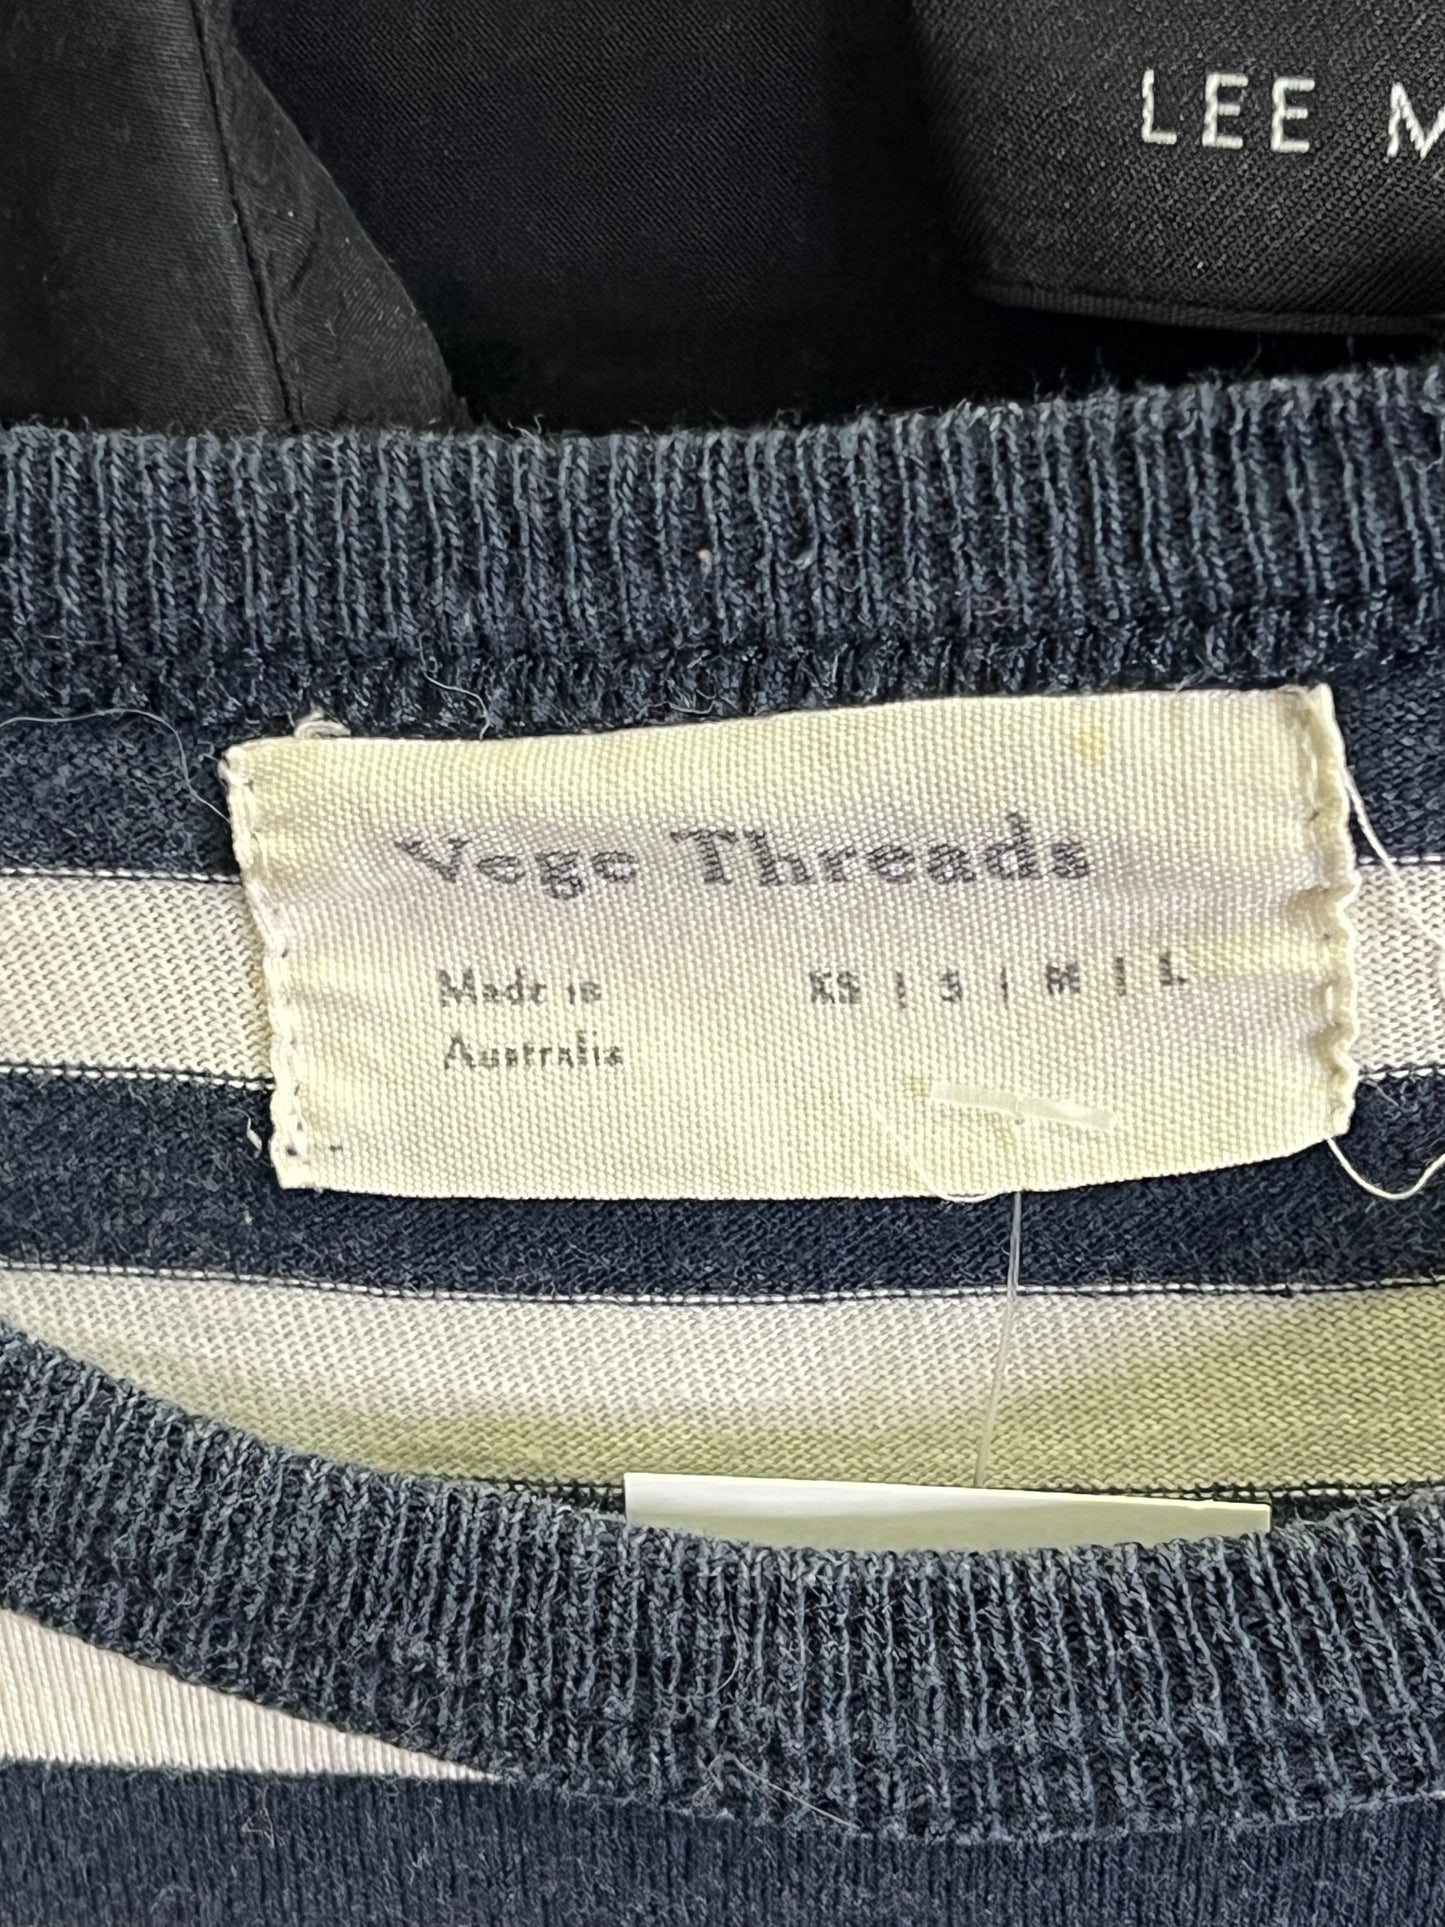 LEE M
Vege Threads
Made in
Australia
XS | S | M | L